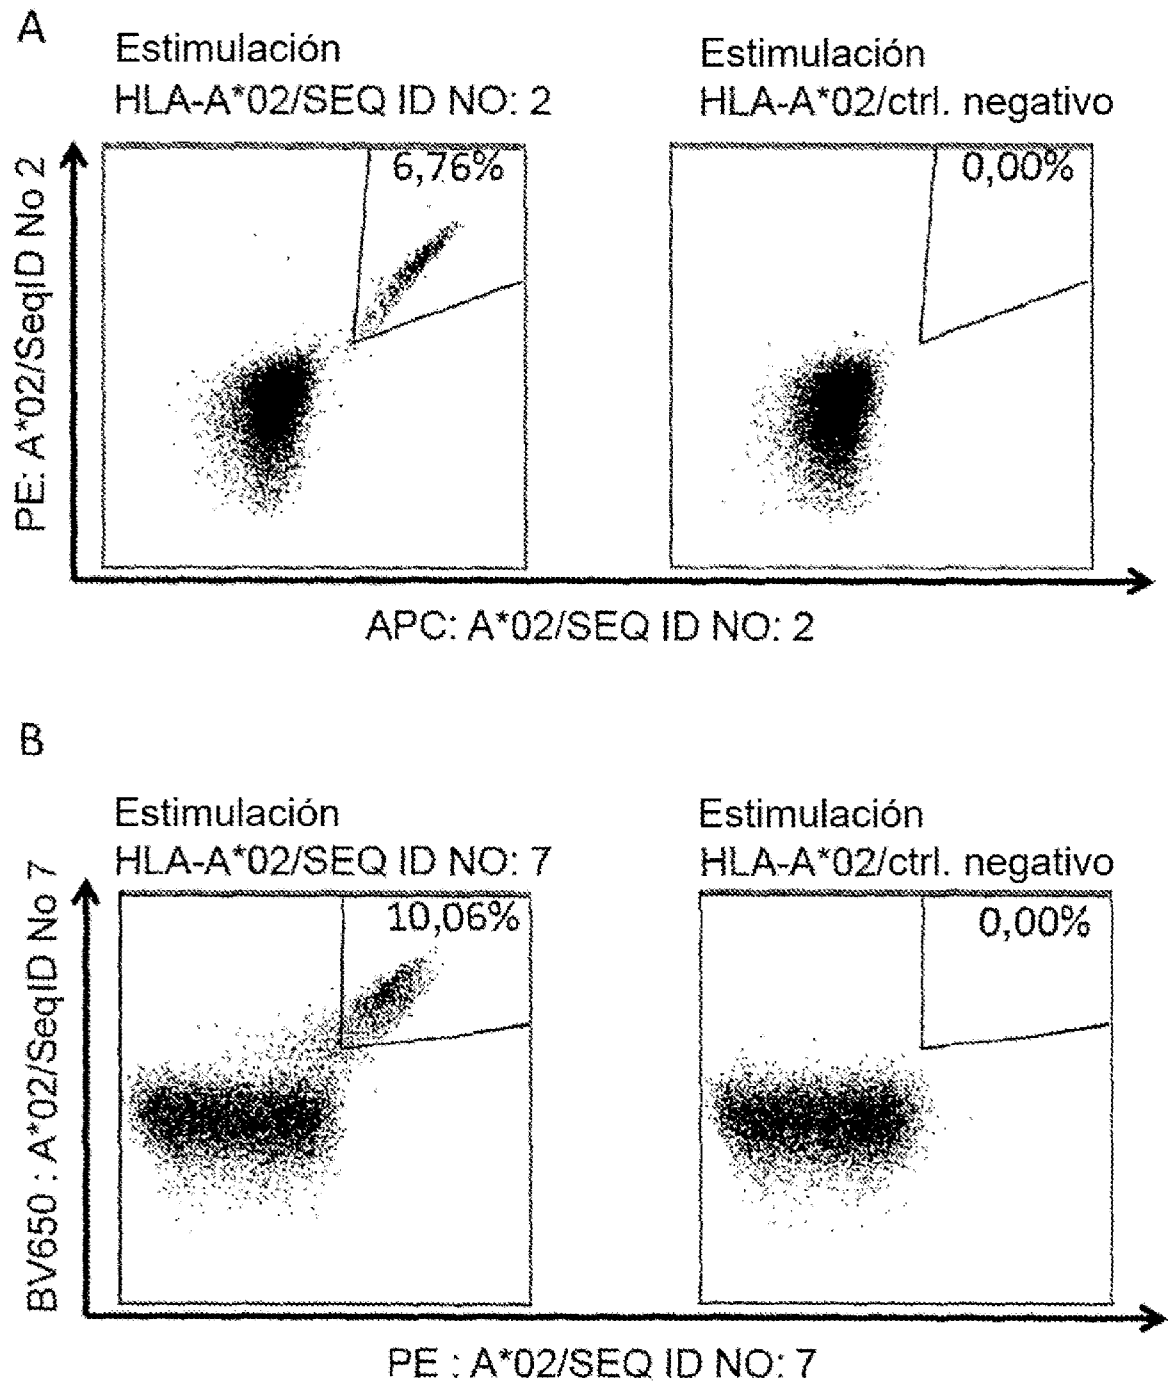 A
Estimulación
HLA-A*02/SEQ ID NO: 2
Estimulación
HLA-A*02/ctrl. negativo
PE: A*02/SeqID No 2
6,76%
0,00%
APC: A*02/SEQ ID NO: 2
B
Estimulación
HLA-A*02/SEQ ID NO: 7
Estimulación
HLA-A*02/ctrl. negativo
BV650 : A*02/SeqID No 7
10,06%
0,00%
PE : A*02/SEQ ID NO: 7